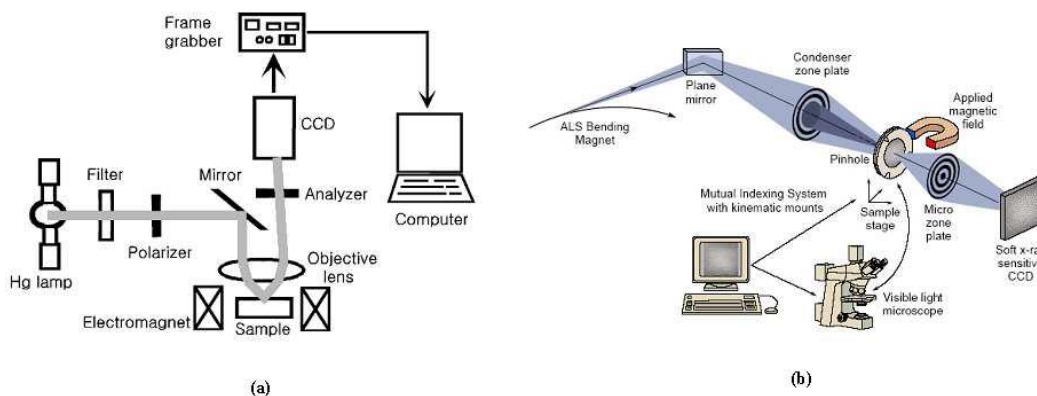 Frame
grabber
CCD
Mirror
Filter
Analyzer
Computer
Polarizer
Hg lamp
Objective
lens
Electromagnet
Sample
(a)
Plane
mirror
Condenser
zone plate
Applied
magnetic
field
ALS Bending
Magnet
Pinhole
Mutual Indexing System
with kinematic mounts
Sample
stage
Micro
zone
plate
Soft x-ra
sensitiv
CCD
Visible light
microscope
(b)